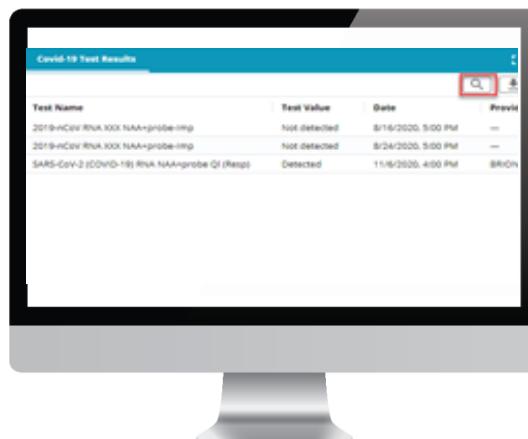 Covid-19 Test Results
Test Name Test Value Date Provide
2019-nCoV RNA XXX NAA+probe-Imp Not detected 8/16/2020, 5:00 PM —
2019-nCoV RNA XXX NAA+probe-Imp Not detected 8/24/2020, 5:00 PM —
SARS-CoV-2 (COVID-19) RNA NAA+probe Ql (Resp) Detected 11/6/2020, 4:00 PM BRION